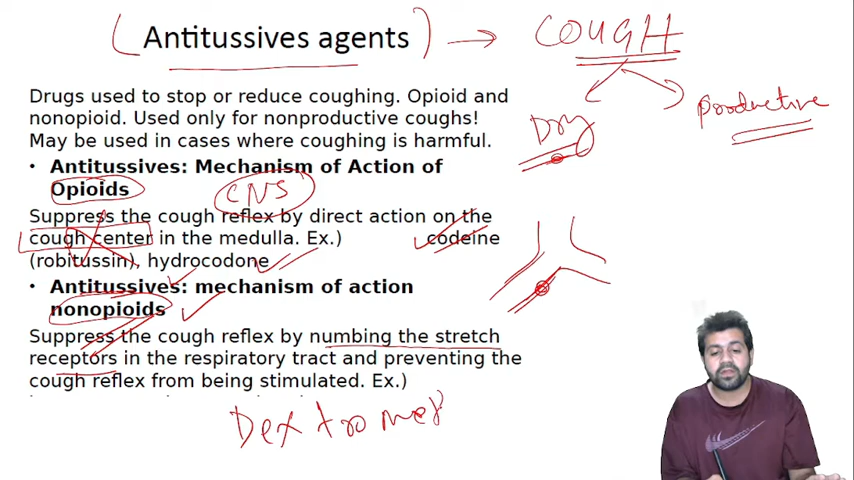 (Antitussives agents) → COUGH
Drugs used to stop or reduce coughing. Opioid and
nonopioid. Used only for nonproductive coughs!
May be used in cases where coughing is harmful.
• Antitussives: Mechanism of Action of
Opioids
CNS
Suppress the cough reflex by direct action on the
cough center in the medulla. Ex.) codeine
(robitussin), hydrocodone
• Antitussives: mechanism of action
nonopioids
Suppress the cough reflex by numbing the stretch
receptors in the respiratory tract and preventing the
cough reflex from being stimulated. Ex.)
Dextromet
Dry
productive